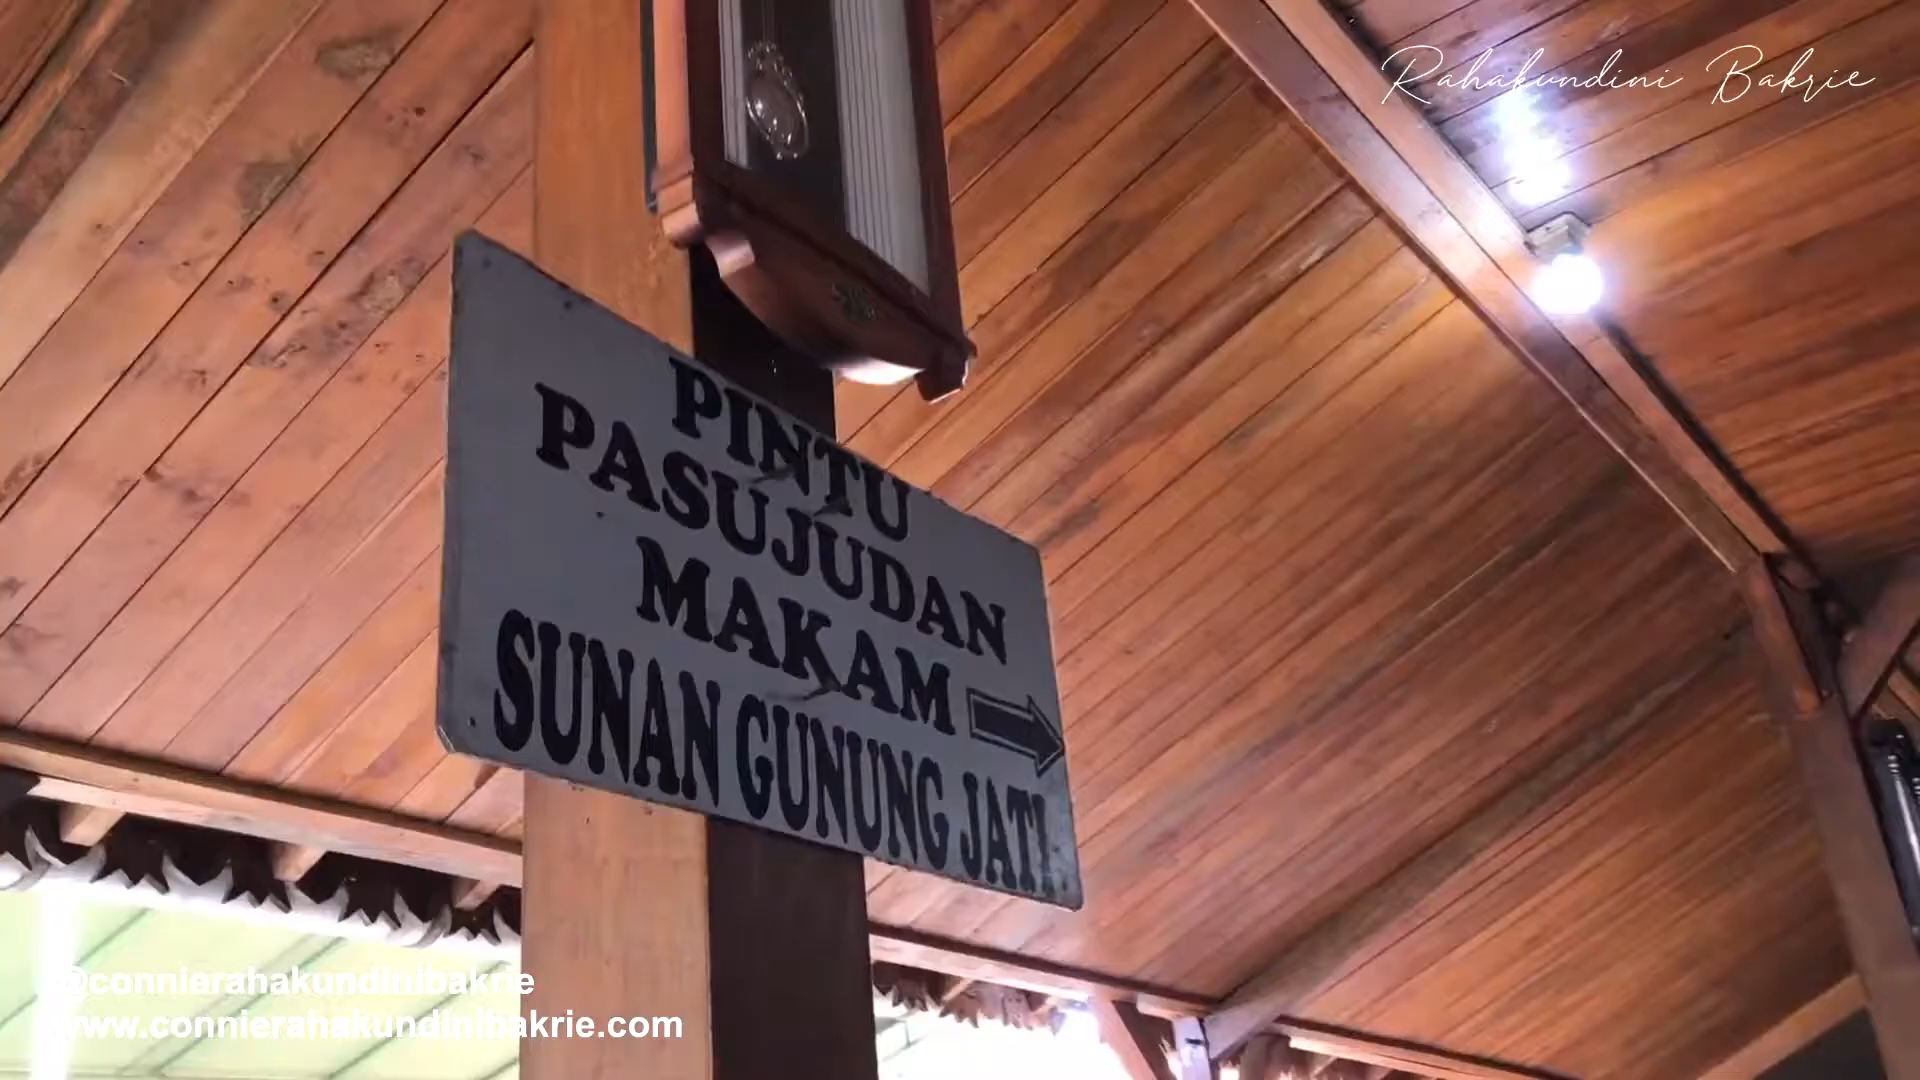 Rahakundini Bakrie
PINTU
PASUJUDAN
MAKAM
SUNAN GUNUNG JATI
@connierahakundinibakrie
www.connierahakundinibakrie.com